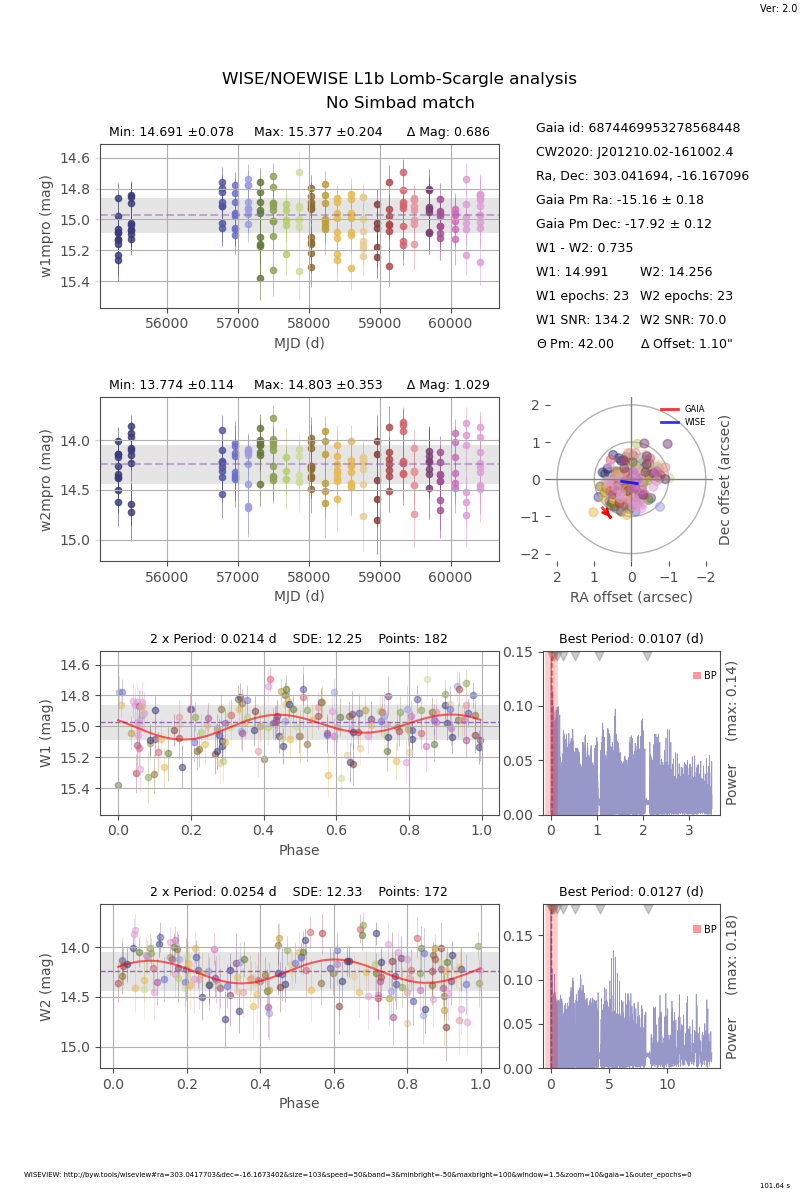 Ver: 2.0
WISE/NOEWISE L1b Lomb-Scargle analysis
No Simbad match
Min: 14.691 ±0.078 Max: 15.377 ±0.204 Δ Mag: 0.686
14.6
14.8
15.0
15.2
15.4
w1mpro (mag)
56000 57000 58000 59000 60000
MJD (d)
Gaia id: 6874469953278568448
CW2020: J201210.02-161002.4
Ra, Dec: 303.041694, -16.167096
Gaia Pm Ra: -15.16 ± 0.18
Gaia Pm Dec: -17.92 ± 0.12
W1 - W2: 0.735
W1: 14.991 W2: 14.256
W1 epochs: 23 W2 epochs: 23
W1 SNR: 134.2 W2 SNR: 70.0
Θ Pm: 42.00 Δ Offset: 1.10"
Min: 13.774 ±0.114 Max: 14.803 ±0.353 Δ Mag: 1.029
14.0
14.5
15.0
w2mpro (mag)
56000 57000 58000 59000 60000
MJD (d)
GAIA
WISE
2
1
0
−1
−2
2 1 0 −1 −2
RA offset (arcsec)
Dec offset (arcsec)
2 x Period: 0.0214 d SDE: 12.25 Points: 182
14.6
14.8
15.0
15.2
15.4
W1 (mag)
0.0 0.2 0.4 0.6 0.8 1.0
Phase
Best Period: 0.0107 (d)
BP
0.15
0.10
0.05
0.00
0 1 2 3
Power (max: 0.14)
2 x Period: 0.0254 d SDE: 12.33 Points: 172
14.0
14.5
15.0
W2 (mag)
0.0 0.2 0.4 0.6 0.8 1.0
Phase
Best Period: 0.0127 (d)
BP
0.15
0.10
0.05
0.00
0 5 10
Power (max: 0.18)
WISEVIEW: http://byw.tools/wiseview#ra=303.0417703&dec=-16.1673402&size=103&speed=50&band=3&minbright=-50&maxbright=100&window=1.5&zoom=10&gaia=1&outer_epochs=0
101.64 s